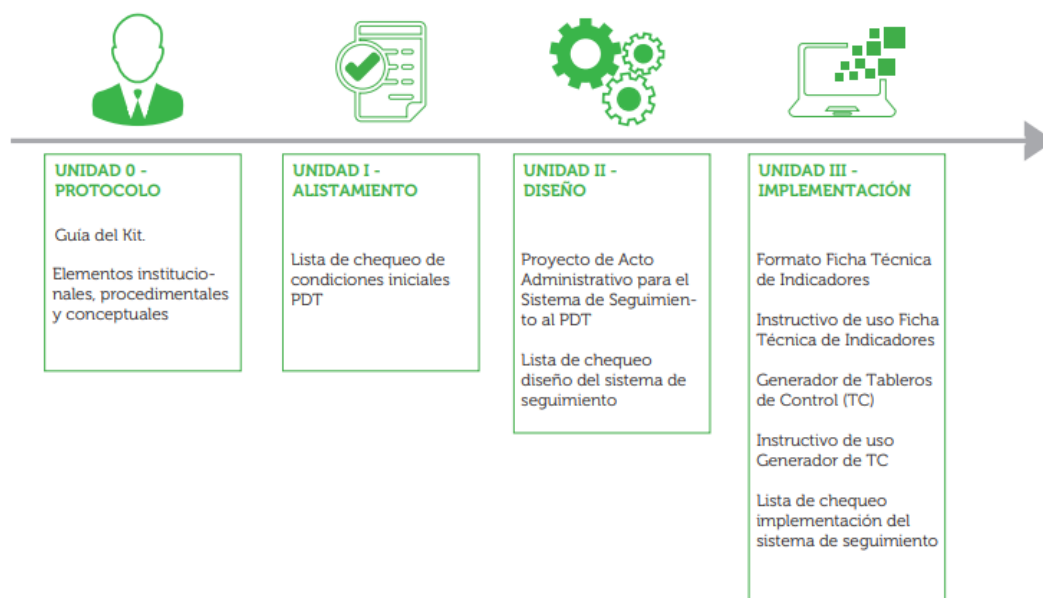 UNIDAD 0 -
PROTOCOLO
Guía del Kit.
Elementos institucio-
nales, procedimentales
y conceptuales
UNIDAD I -
ALISTAMIENTO
Lista de chequeo de
condiciones iniciales
PDT
UNIDAD II -
DISEÑO
Proyecto de Acto
Administrativo para el
Sistema de Seguimien-
to al PDT
Lista de chequeo
diseño del sistema de
seguimiento
UNIDAD III -
IMPLEMENTACIÓN
Formato Ficha Técnica
de Indicadores
Instructivo de uso Ficha
Técnica de Indicadores
Generador de Tableros
de Control (TC)
Instructivo de uso
Generador de TC
Lista de chequeo
implementación del
sistema de seguimiento